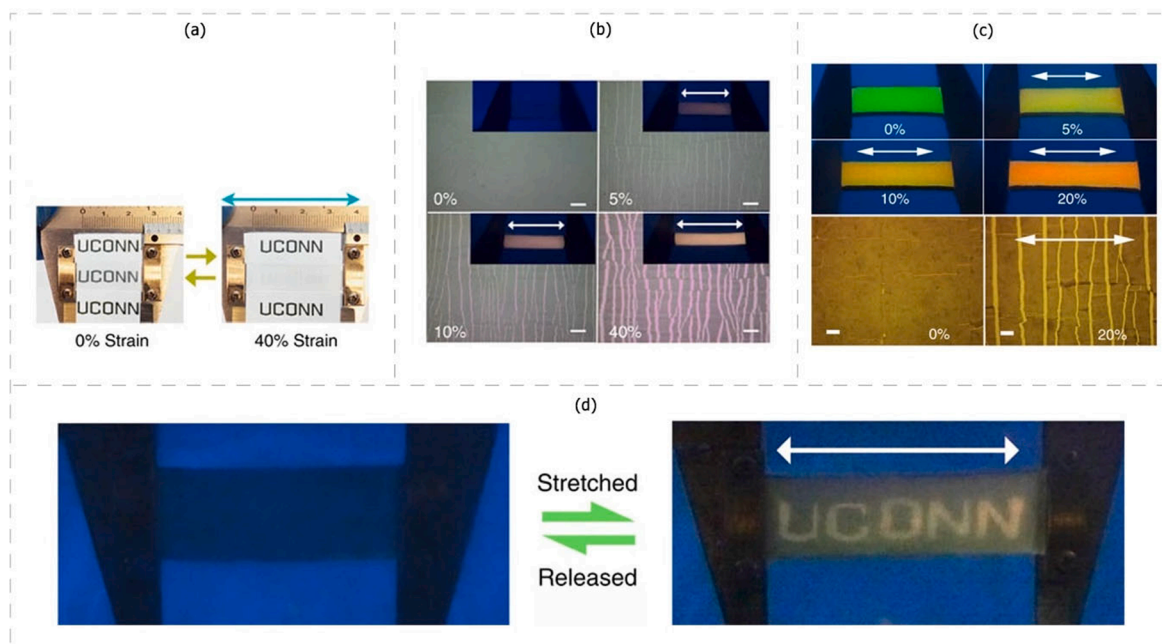 (a)
UCONN
UCONN
UCONN
0% Strain
UCONN
UCONN
40% Strain
(b)
0%
5%
10%
40%
(c)
0%
5%
10%
20%
0%
20%
(d)
Stretched
Released
UCONN